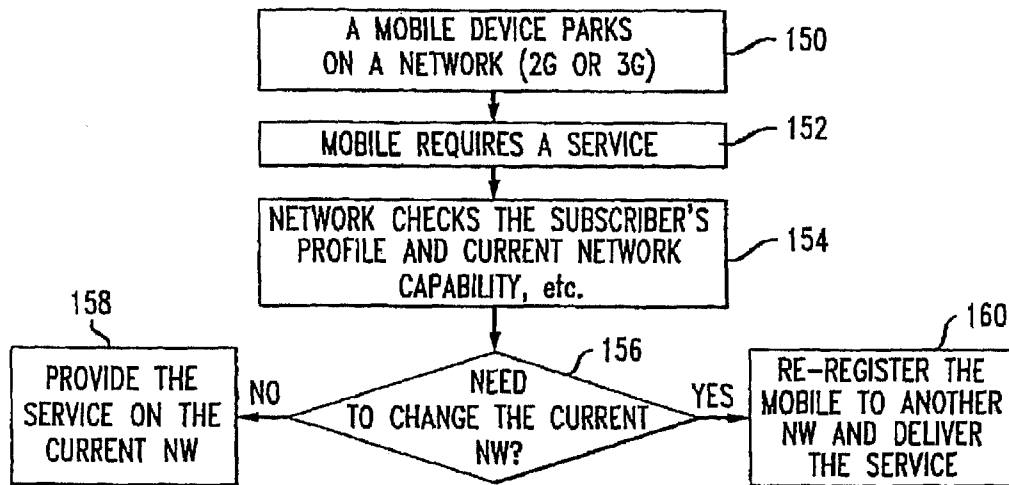 A MOBILE DEVICE PARKS
ON A NETWORK (2G OR 3G)
150
MOBILE REQUIRES A SERVICE
152
NETWORK CHECKS THE SUBSCRIBER'S
PROFILE AND CURRENT NETWORK
CAPABILITY, etc.
154
158
PROVIDE THE
SERVICE ON THE
CURRENT NW
NO
156
NEED
TO CHANGE THE CURRENT
NW?
YES
160
RE-REGISTER THE
MOBILE TO ANOTHER
NW AND DELIVER
THE SERVICE